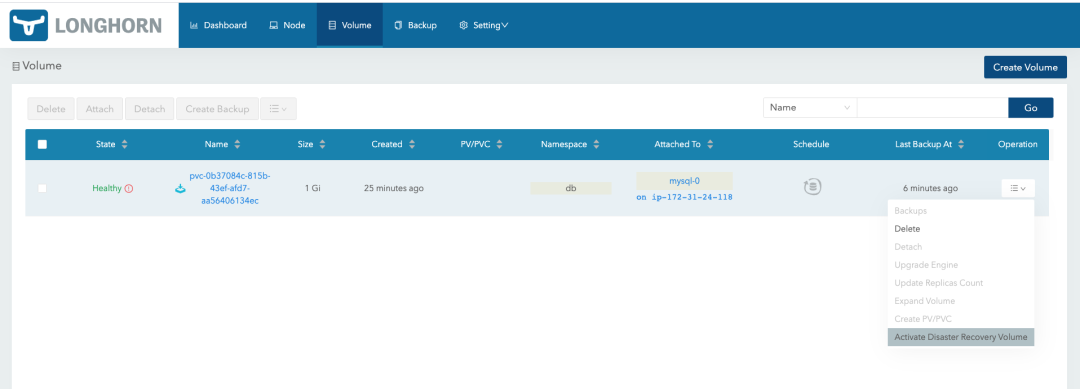 LONGHORN
Dashboard Node Volume Backup Setting
Volume
Create Volume
Delete Attach Detach Create Backup
Name Go
State Name Size Created PV/PVC Namespace Attached To Schedule Last Backup At Operation
Healthy pvc-0b37084c-815b-43ef-afd7-aa56406134ec 1 Gi 25 minutes ago db mysql-0 6 minutes ago
on ip-172-31-24-118
Backups
Delete
Detach
Upgrade Engine
Update Replicas Count
Expand Volume
Create PV/PVC
Activate Disaster Recovery Volume